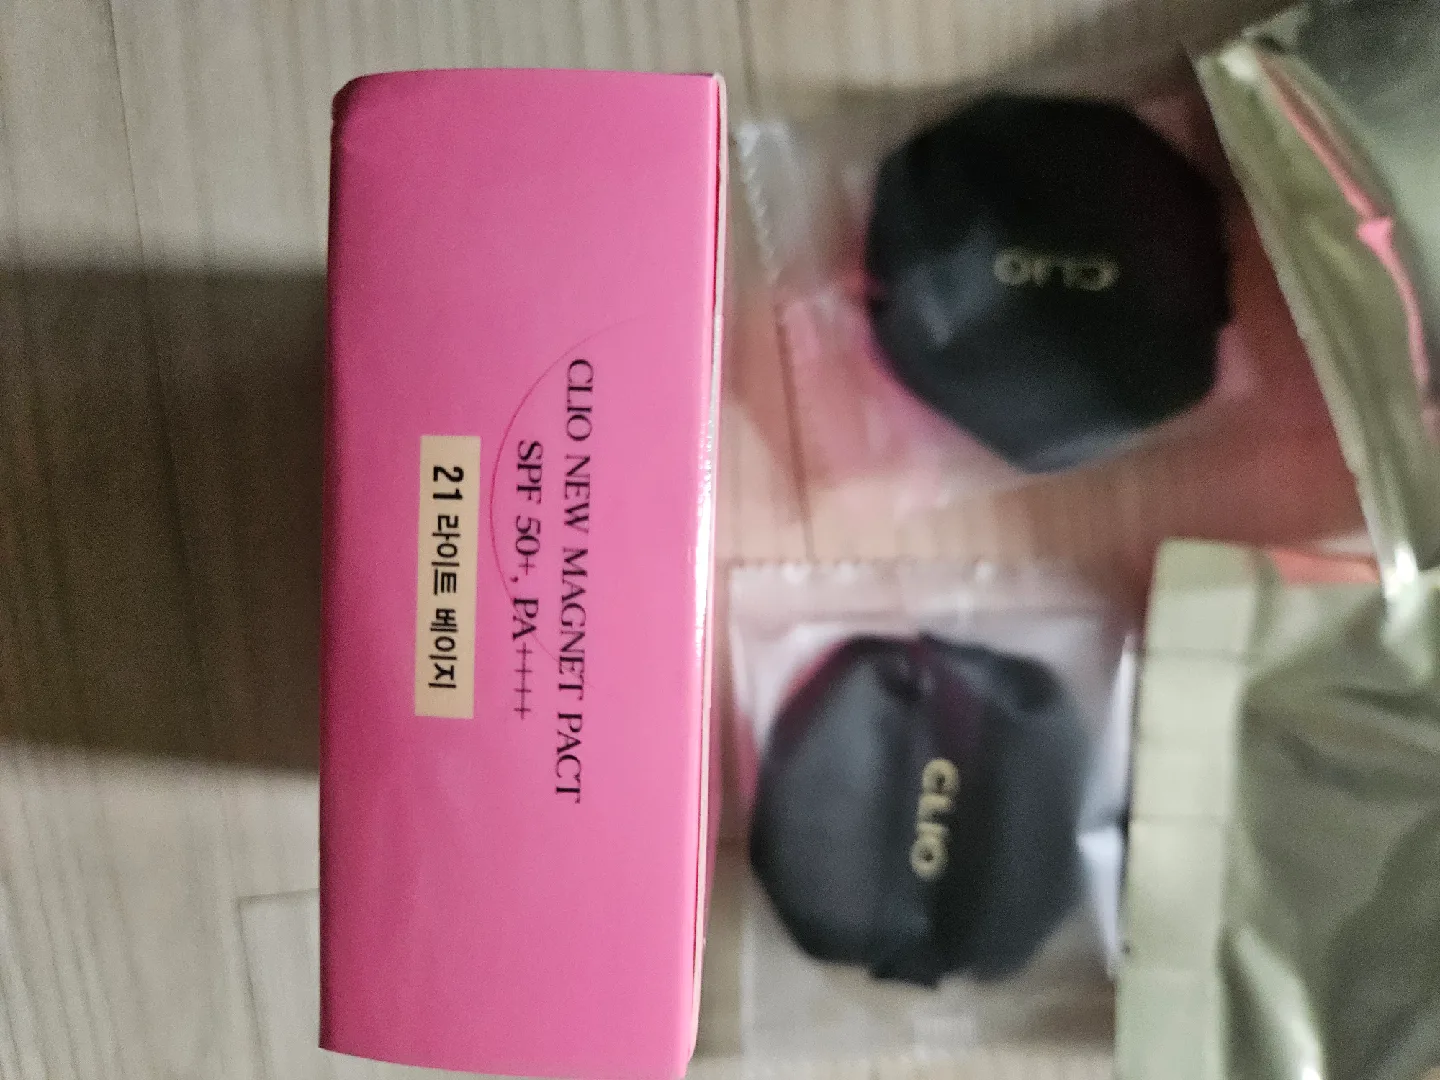 CLIO NEW MAGNET PACT
SPF 50+, PA++++
21 라이트 베이지
CLIO
CLIO